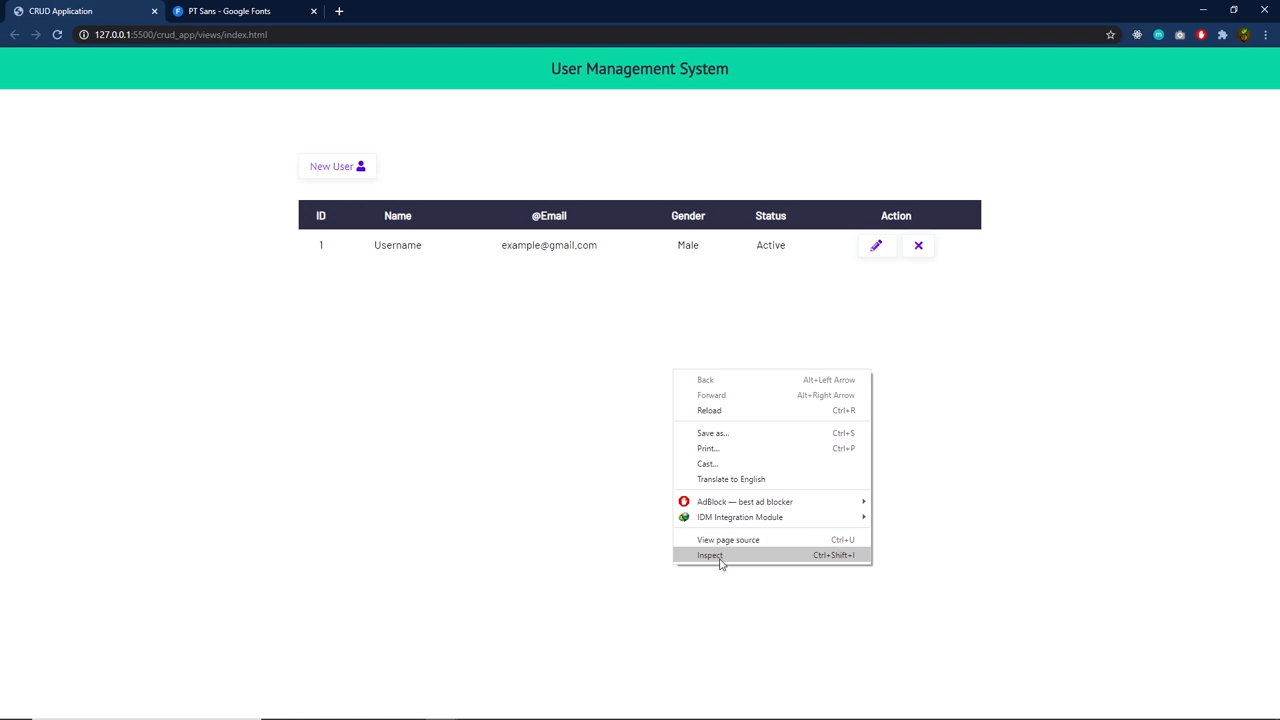 CRUD Application
PT Sans - Google Fonts
127.0.0.1:5500/crud_app/views/index.html
User Management System
New User
ID Name @Email Gender Status Action
1 Username example@gmail.com Male Active
Back Alt+Left Arrow
Forward Alt+Right Arrow
Reload Ctrl+R
Save as... Ctrl+S
Print... Ctrl+P
Cast...
Translate to English
AdBlock — best ad blocker
IDM Integration Module
View page source Ctrl+U
Inspect Ctrl+Shift+I